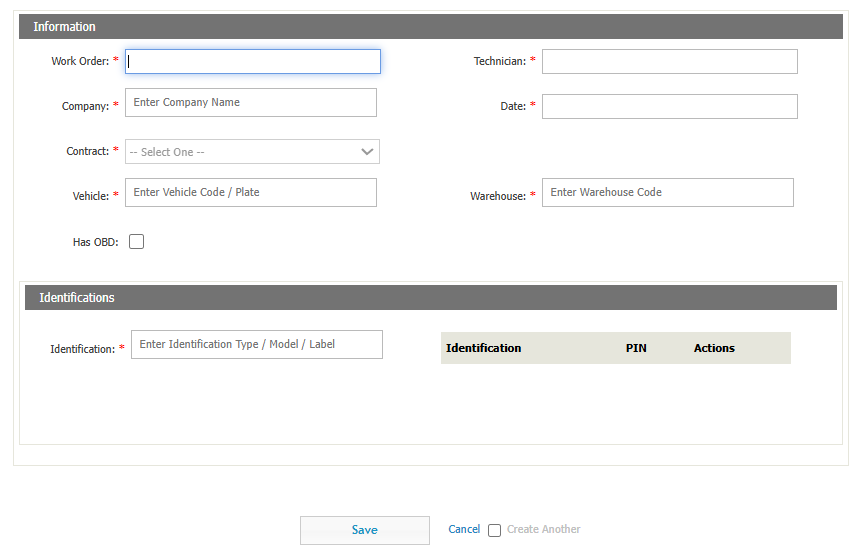 Information
Work Order: *
Technician: *
Company: * Enter Company Name
Date: *
Contract: * -- Select One --
Vehicle: * Enter Vehicle Code / Plate
Warehouse: * Enter Warehouse Code
Has OBD:
Identifications
Identification: * Enter Identification Type / Model / Label
Identification PIN Actions
Save Cancel Create Another